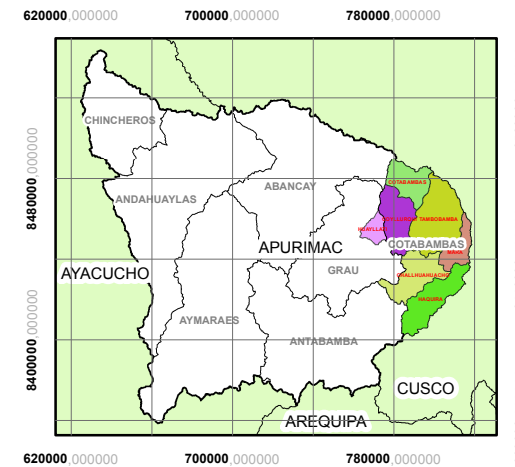 620000,000000 700000,000000 780000,000000
CHINCHEROS
8480000,000000
COTABAMBAS
ABANCAY
ANDAHUAYLAS
TAMBOBAMBA
APURIMAC
COTABAMBAS
MARA
AYACUCHO
GRAU
HAQUIRA
8400000,000000
AYMARAES
ANTABAMBA
CUSCO
AREQUIPA
620000,000000 700000,000000 780000,000000